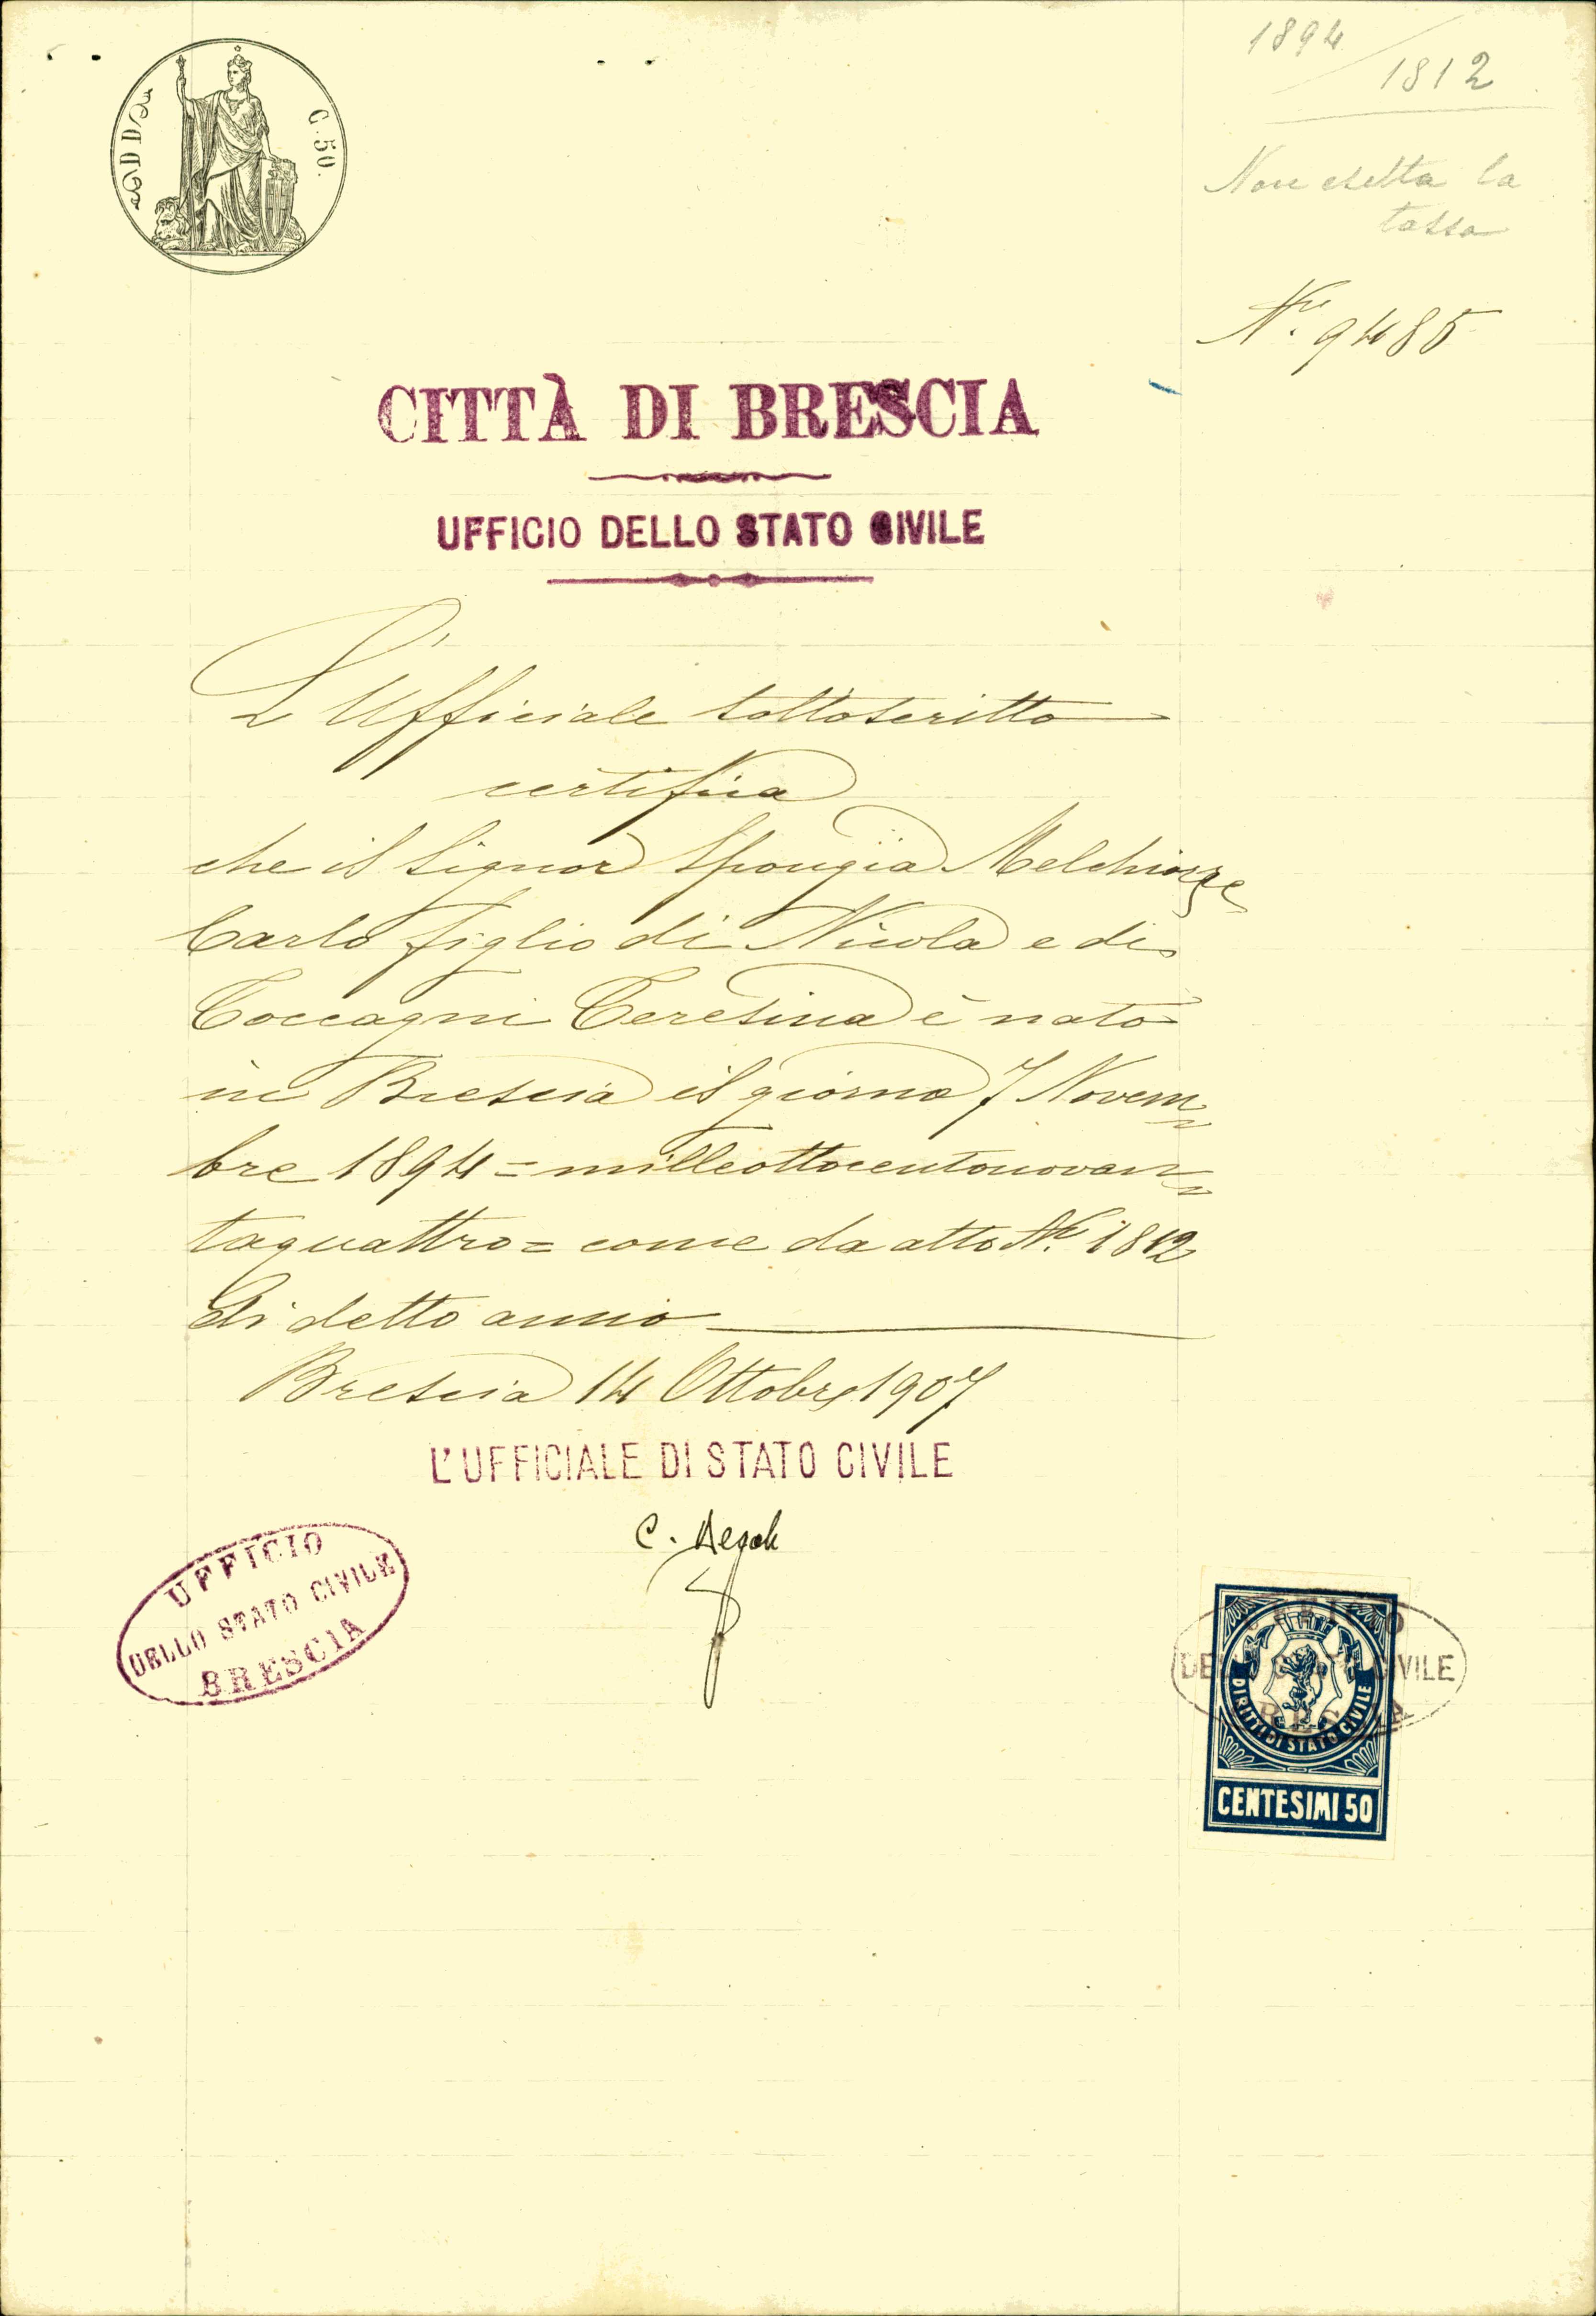 1894
1812
Non esatta la
tassa
N.° 9485
C. 50.
CITTÀ DI BRESCIA
UFFICIO DELLO STATO CIVILE
L'Ufficiale sottoscritto
certifica
che il Signor Spongia Melchiorre
Carlo figlio di Nicola e di
Coccagni Teresina è nato
in Brescia il giorno 7 Novem
bre 1894 = milleottocentonovan
taquattro = come da atto N.° 1812
di detto anno
Brescia 14 Ottobre 1907
L'UFFICIALE DI STATO CIVILE
UFFICIO
DELLO STATO CIVILE
BRESCIA
DIRITTI DI STATO CIVILE
CENTESIMI 50